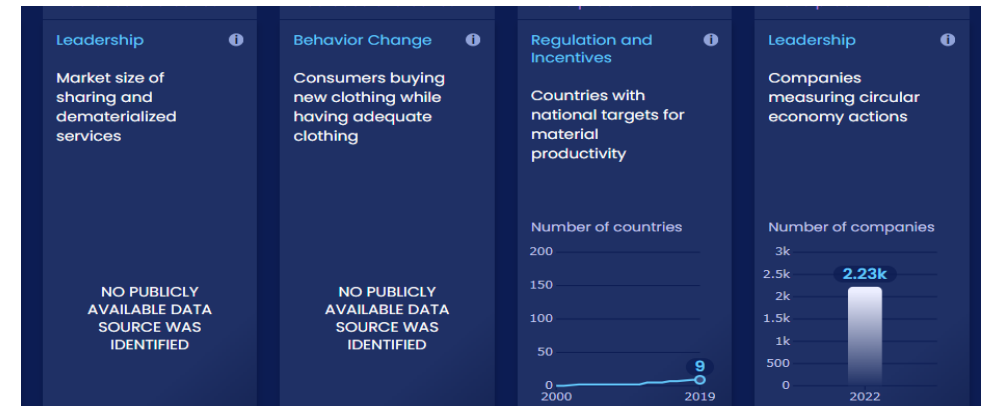 Leadership
Market size of
sharing and
dematerialized
services
NO PUBLICLY
AVAILABLE DATA
SOURCE WAS
IDENTIFIED
Behavior Change
Consumers buying
new clothing while
having adequate
clothing
NO PUBLICLY
AVAILABLE DATA
SOURCE WAS
IDENTIFIED
Regulation and
Incentives
Countries with
national targets for
material
productivity
Number of countries
200
150
100
50
0
9
2000
2019
Leadership
Companies
measuring circular
economy actions
Number of companies
3k
2.5k
2k
1.5k
1k
500
0
2.23k
2022